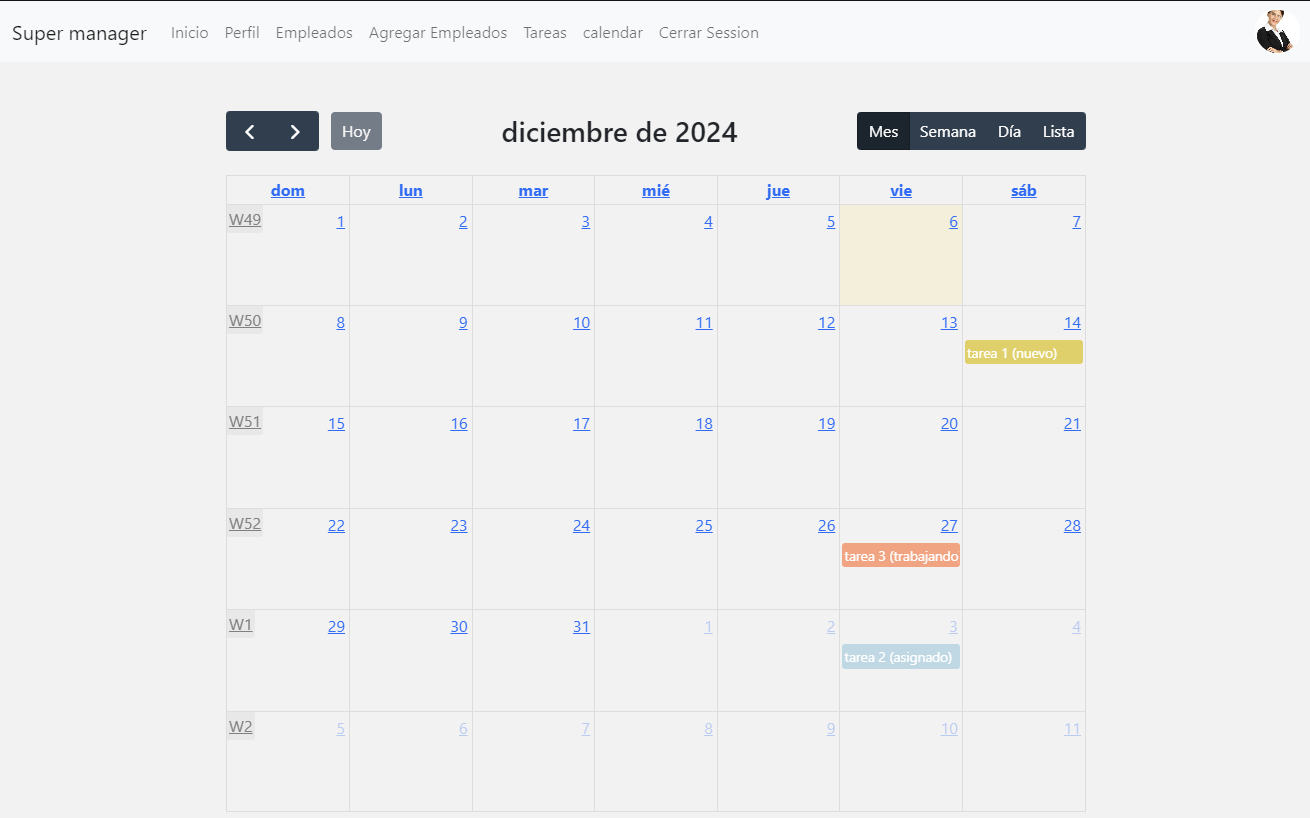 Super manager Inicio Perfil Empleados Agregar Empleados Tareas calendar Cerrar Session
Hoy diciembre de 2024 Mes Semana Día Lista
dom lun mar mié jue vie sáb
W49 1 2 3 4 5 6 7
W50 8 9 10 11 12 13 14
tarea 1 (nuevo)
W51 15 16 17 18 19 20 21
W52 22 23 24 25 26 27 28
tarea 3 (trabajando
W1 29 30 31 1 2 3 4
tarea 2 (asignado)
W2 5 6 7 8 9 10 11